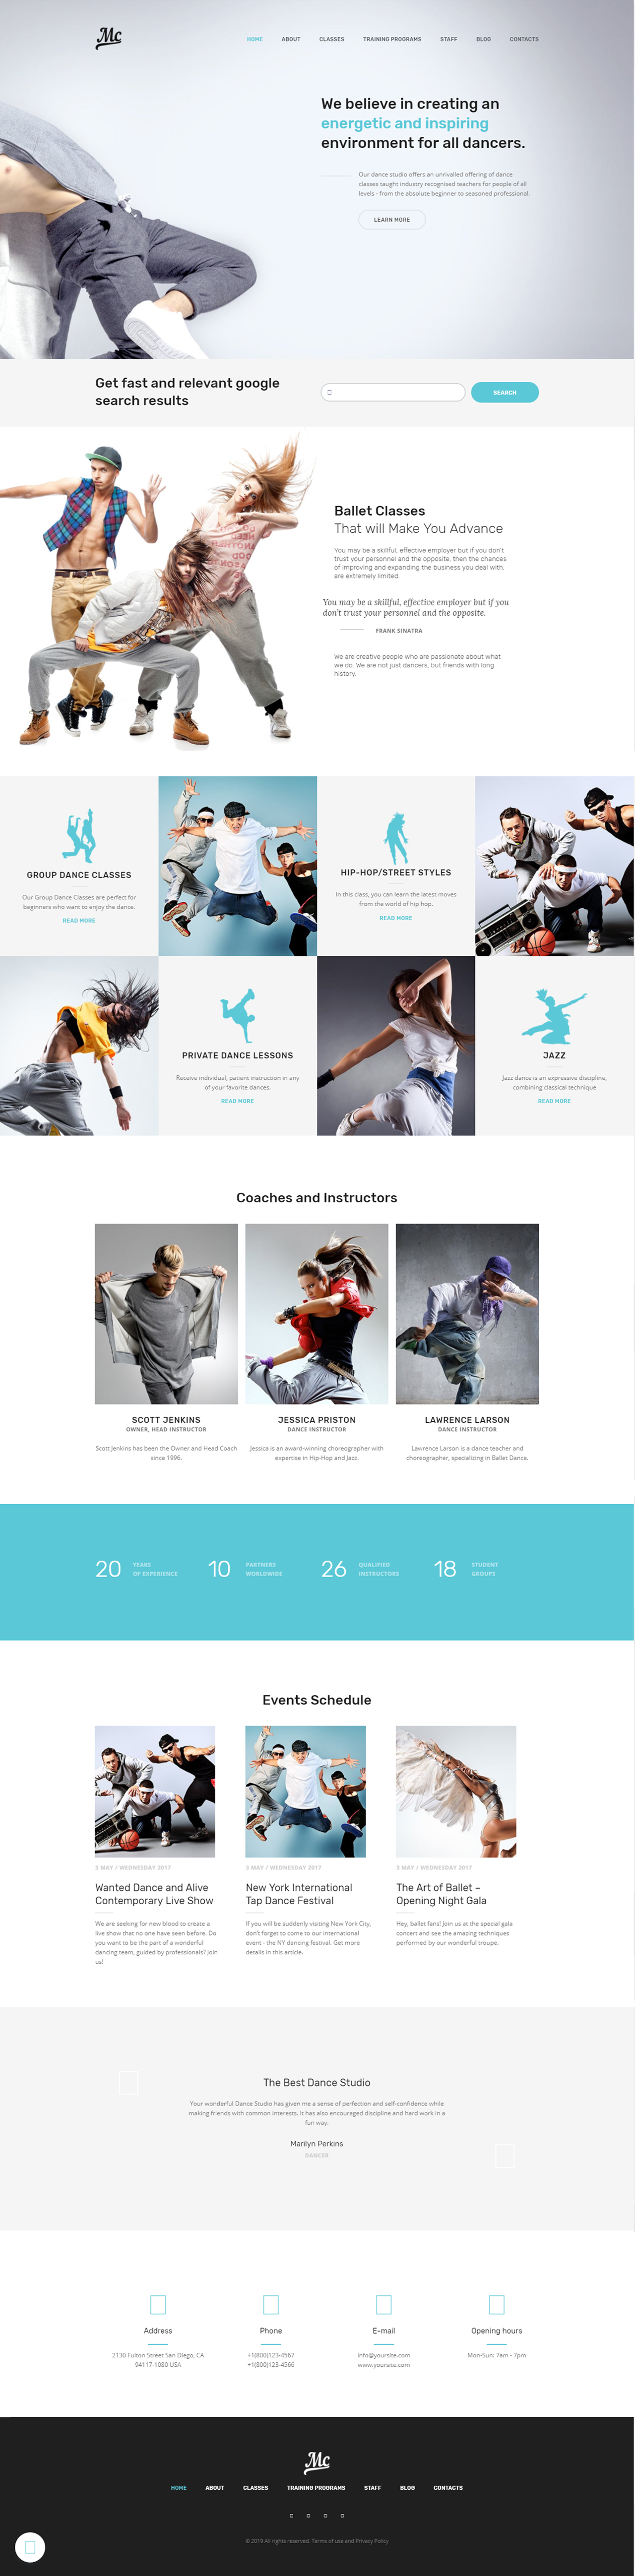 Mc
HOME ABOUT CLASSES TRAINING PROGRAMS STAFF BLOG CONTACTS
We believe in creating an
energetic and inspiring
environment for all dancers.
Our dance studio offers an unrivalled offering of dance
classes taught industry recognised teachers for people of all
levels - from the absolute beginner to seasoned professional.
LEARN MORE
Get fast and relevant google
search results
SEARCH
Ballet Classes
That will Make You Advance
You may be a skillful, effective employer but if you don't
trust your personnel and the opposite, then the chances
of improving and expanding the business you deal with,
are extremely limited.
You may be a skillful, effective employer but if you
don't trust your personnel and the opposite.
FRANK SINATRA
We are creative people who are passionate about what
we do. We are not just dancers, but friends with long
history.
GROUP DANCE CLASSES
Our Group Dance Classes are perfect for
beginners who want to enjoy the dance.
READ MORE
HIP-HOP/STREET STYLES
In this class, you can learn the latest moves
from the world of hip hop.
READ MORE
PRIVATE DANCE LESSONS
Receive individual, patient instruction in any
of your favorite dances.
READ MORE
JAZZ
Jazz dance is an expressive discipline,
combining classical technique
READ MORE
Coaches and Instructors
SCOTT JENKINS
OWNER, HEAD INSTRUCTOR
Scott Jenkins has been the Owner and Head Coach
since 1996.
JESSICA PRISTON
DANCE INSTRUCTOR
Jessica is an award-winning choreographer with
expertise in Hip-Hop and Jazz.
LAWRENCE LARSON
DANCE INSTRUCTOR
Lawrence Larson is a dance teacher and
choreographer, specializing in Ballet Dance.
20 YEARS
OF EXPERIENCE
10 PARTNERS
WORLDWIDE
26 QUALIFIED
INSTRUCTORS
18 STUDENT
GROUPS
Events Schedule
3 MAY / WEDNESDAY 2017
Wanted Dance and Alive
Contemporary Live Show
We are seeking for new blood to create a
live show that no one have seen before. Do
you want to be the part of a wonderful
dancing team, guided by professionals? Join
us!
3 MAY / WEDNESDAY 2017
New York International
Tap Dance Festival
If you will be suddenly visiting New York City,
don't forget to come to our international
event - the NY dancing festival. Get more
details in this article.
3 MAY / WEDNESDAY 2017
The Art of Ballet –
Opening Night Gala
Hey, ballet fans! Join us at the special gala
concert and see the amazing techniques
performed by our wonderful troupe.
The Best Dance Studio
Your wonderful Dance Studio has given me a sense of perfection and self-confidence while
making friends with common interests. It has also encouraged discipline and hard work in a
fun way.
Marilyn Perkins
DANCER
Address
2130 Fulton Street San Diego, CA
94117-1080 USA
Phone
+1(800)123-4567
+1(800)123-4566
E-mail
info@yoursite.com
www.yoursite.com
Opening hours
Mon-Sun: 7am - 7pm
Mc
HOME ABOUT CLASSES TRAINING PROGRAMS STAFF BLOG CONTACTS
© 2019 All rights reserved. Terms of use and Privacy Policy